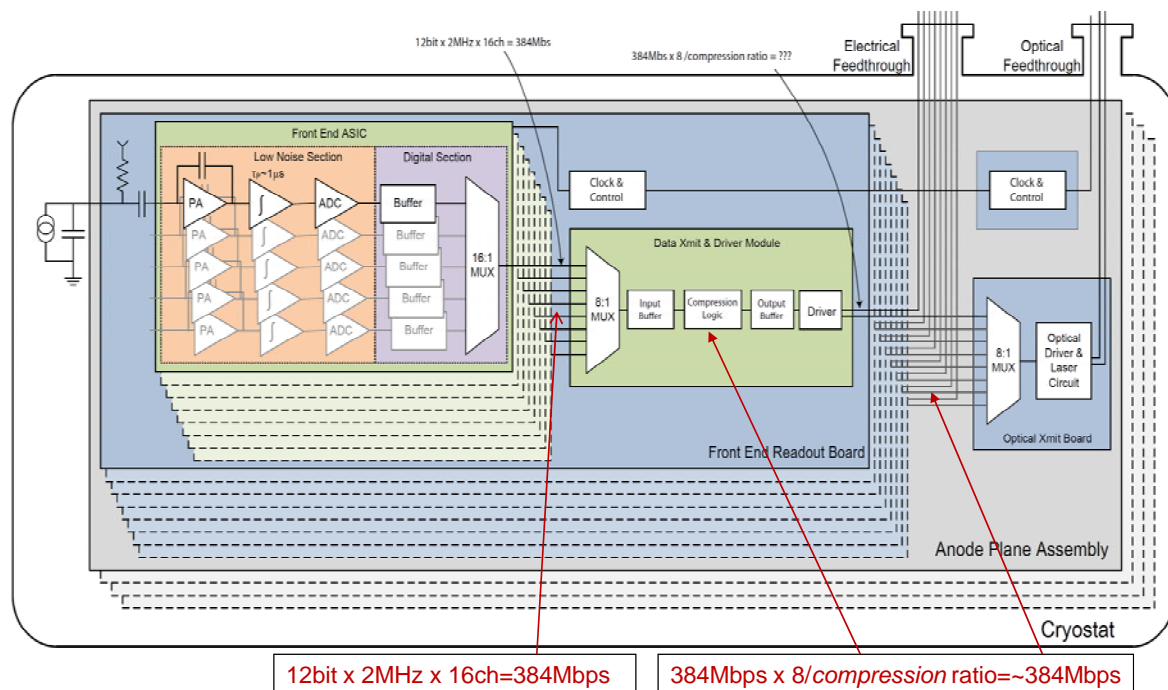 12bit x 2MHz x 16ch = 384Mbs
384Mbs x 8 /compression ratio = ???
Electrical
Feedthrough
Optical
Feedthrough
Front End ASIC
Low Noise Section
τp~1µs
Digital Section
PA
∫
ADC
Buffer
PA
ADC
Buffer
PA
∫
ADC
Buffer
PA
∫
ADC
Buffer
PA
∫
ADC
Buffer
16:1
MUX
Clock &
Control
Clock &
Control
Data Xmit & Driver Module
8:1
MUX
Input
Buffer
Compression
Logic
Output
Buffer
Driver
8:1
MUX
Optical
Driver &
Laser
Circuit
Optical Xmit Board
Front End Readout Board
Anode Plane Assembly
Cryostat
12bit x 2MHz x 16ch=384Mbps
384Mbps x 8/compression ratio=~384Mbps